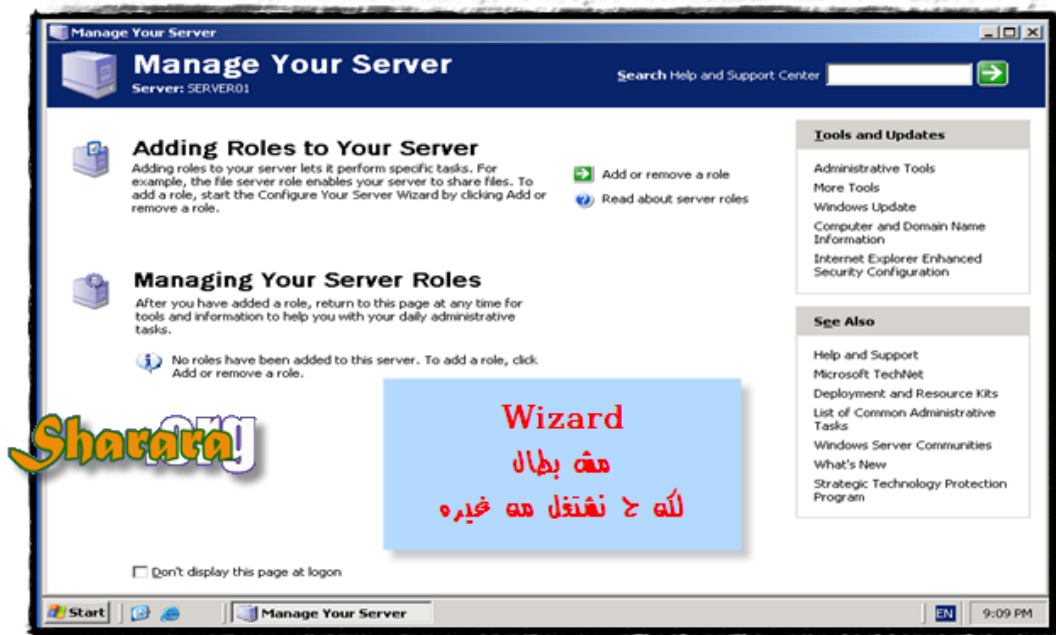 Manage Your Server
Manage Your Server
Server: SERVER01
Search Help and Support Center
Adding Roles to Your Server
Adding roles to your server lets it perform specific tasks. For
example, the file server role enables your server to share files. To
add a role, start the Configure Your Server Wizard by clicking Add or
remove a role.
Add or remove a role
Read about server roles
Managing Your Server Roles
After you have added a role, return to this page at any time for
tools and information to help you with your daily administrative
tasks.
No roles have been added to this server. To add a role, click
Add or remove a role.
Tools and Updates
Administrative Tools
More Tools
Windows Update
Computer and Domain Name
Information
Internet Explorer Enhanced
Security Configuration
See Also
Help and Support
Microsoft TechNet
Deployment and Resource Kits
List of Common Administrative
Tasks
Windows Server Communities
What's New
Strategic Technology Protection
Program
Sharara.org
Wizard
مش بطال
لكن ح نشتغل من غيره
Don't display this page at logon
Start
Manage Your Server
EN
9:09 PM